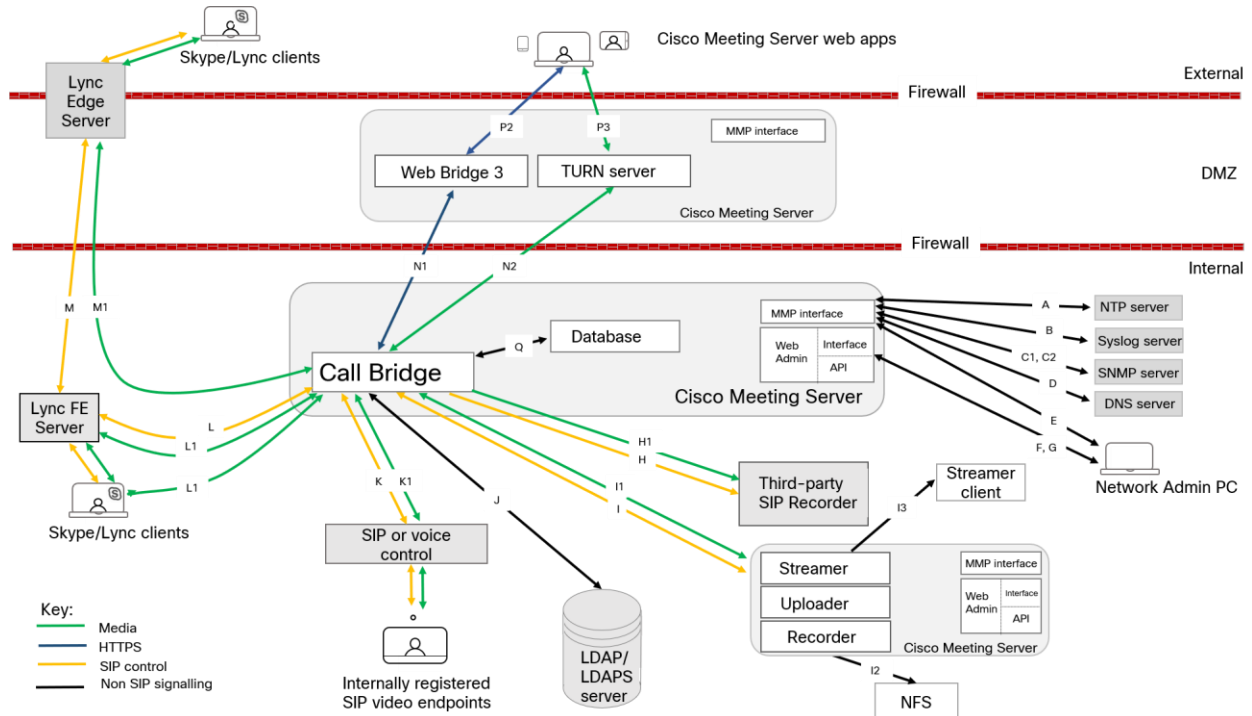 Skype/Lync clients
Cisco Meeting Server web apps
External
Lync
Edge
Server
Firewall
P2
P3
MMP interface
Web Bridge 3
TURN server
DMZ
Cisco Meeting Server
Firewall
Internal
N1
N2
M
M1
MMP interface
A
NTP server
Database
Q
Web
Admin
Interface
API
B
Syslog server
C1, C2
SNMP server
Call Bridge
D
DNS server
Cisco Meeting Server
Lync FE
Server
L
L1
E
F, G
H1
H
L1
K
K1
J
I1
I
Third-party
SIP Recorder
Streamer
client
Network Admin PC
I3
Skype/Lync clients
SIP or voice
control
Streamer
Uploader
Recorder
MMP interface
Web
Admin
Interface
API
Cisco Meeting Server
Key:
Media
HTTPS
SIP control
Non SIP signalling
Internally registered
SIP video endpoints
LDAP/
LDAPS
server
I2
NFS